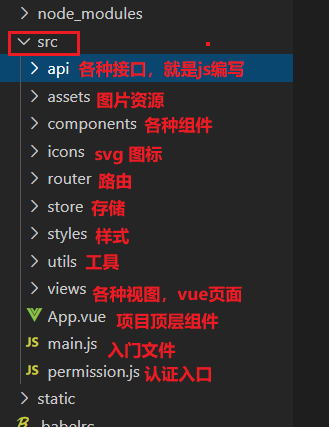 node_modules
src
api 各种接口，就是js编写
assets 图片资源
components 各种组件
icons svg 图标
router 路由
store 存储
styles 样式
utils 工具
views 各种视图，vue页面
App.vue 项目顶层组件
JS main.js 入门文件
JS permission.js 认证入口
static
.babelrc